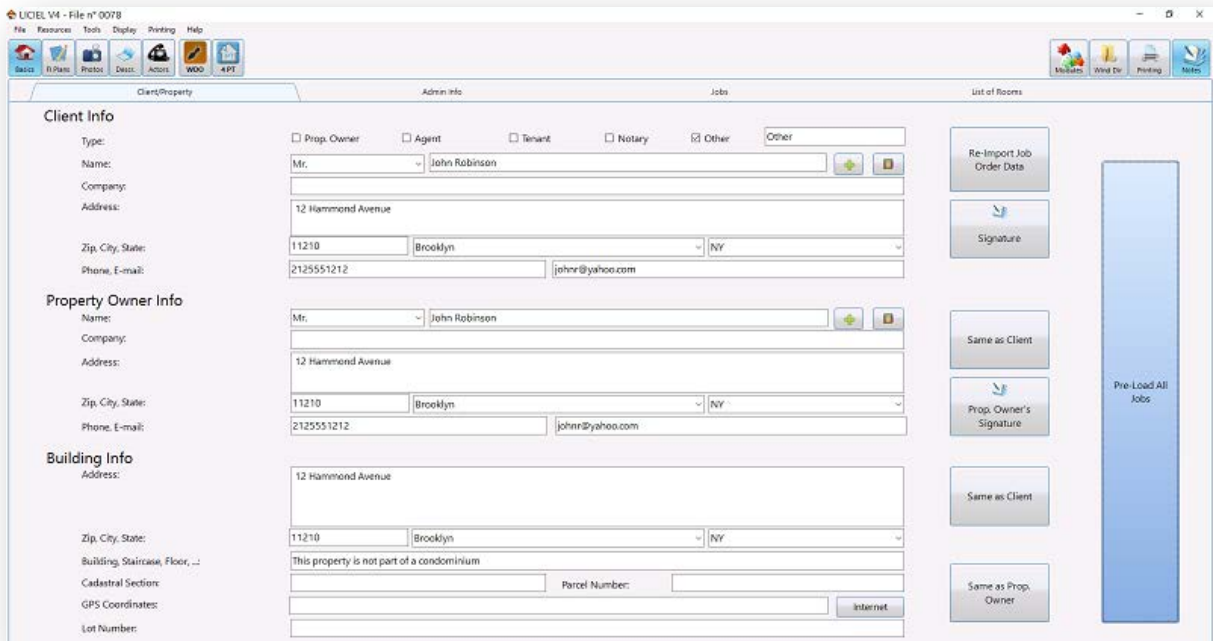 LICIEL V4 - File n° 0078
File Resources Tools Display Printing Help
Basics R.Plans Photos Descr. Actors WDO 4PT Modules Wind Dir Printing Notes
Client/Property Admin Info Jobs List of Rooms
Client Info
Type: Prop. Owner Agent Tenant Notary Other Other
Name: Mr. John Robinson
Re-Import Job
Order Data
Company:
Address: 12 Hammond Avenue
Signature
Zip, City, State: 11210 Brooklyn NY
Phone, E-mail: 2125551212 johnr@yahoo.com
Property Owner Info
Name: Mr. John Robinson
Company:
Same as Client
Address: 12 Hammond Avenue
Pre-Load All
Jobs
Zip, City, State: 11210 Brooklyn NY
Prop. Owner's
Signature
Phone, E-mail: 2125551212 johnr@yahoo.com
Building Info
Address: 12 Hammond Avenue
Same as Client
Zip, City, State: 11210 Brooklyn NY
Building, Staircase, Floor, ...: This property is not part of a condominium
Cadastral Section: Parcel Number:
Same as Prop.
Owner
GPS Coordinates: Internet
Lot Number: